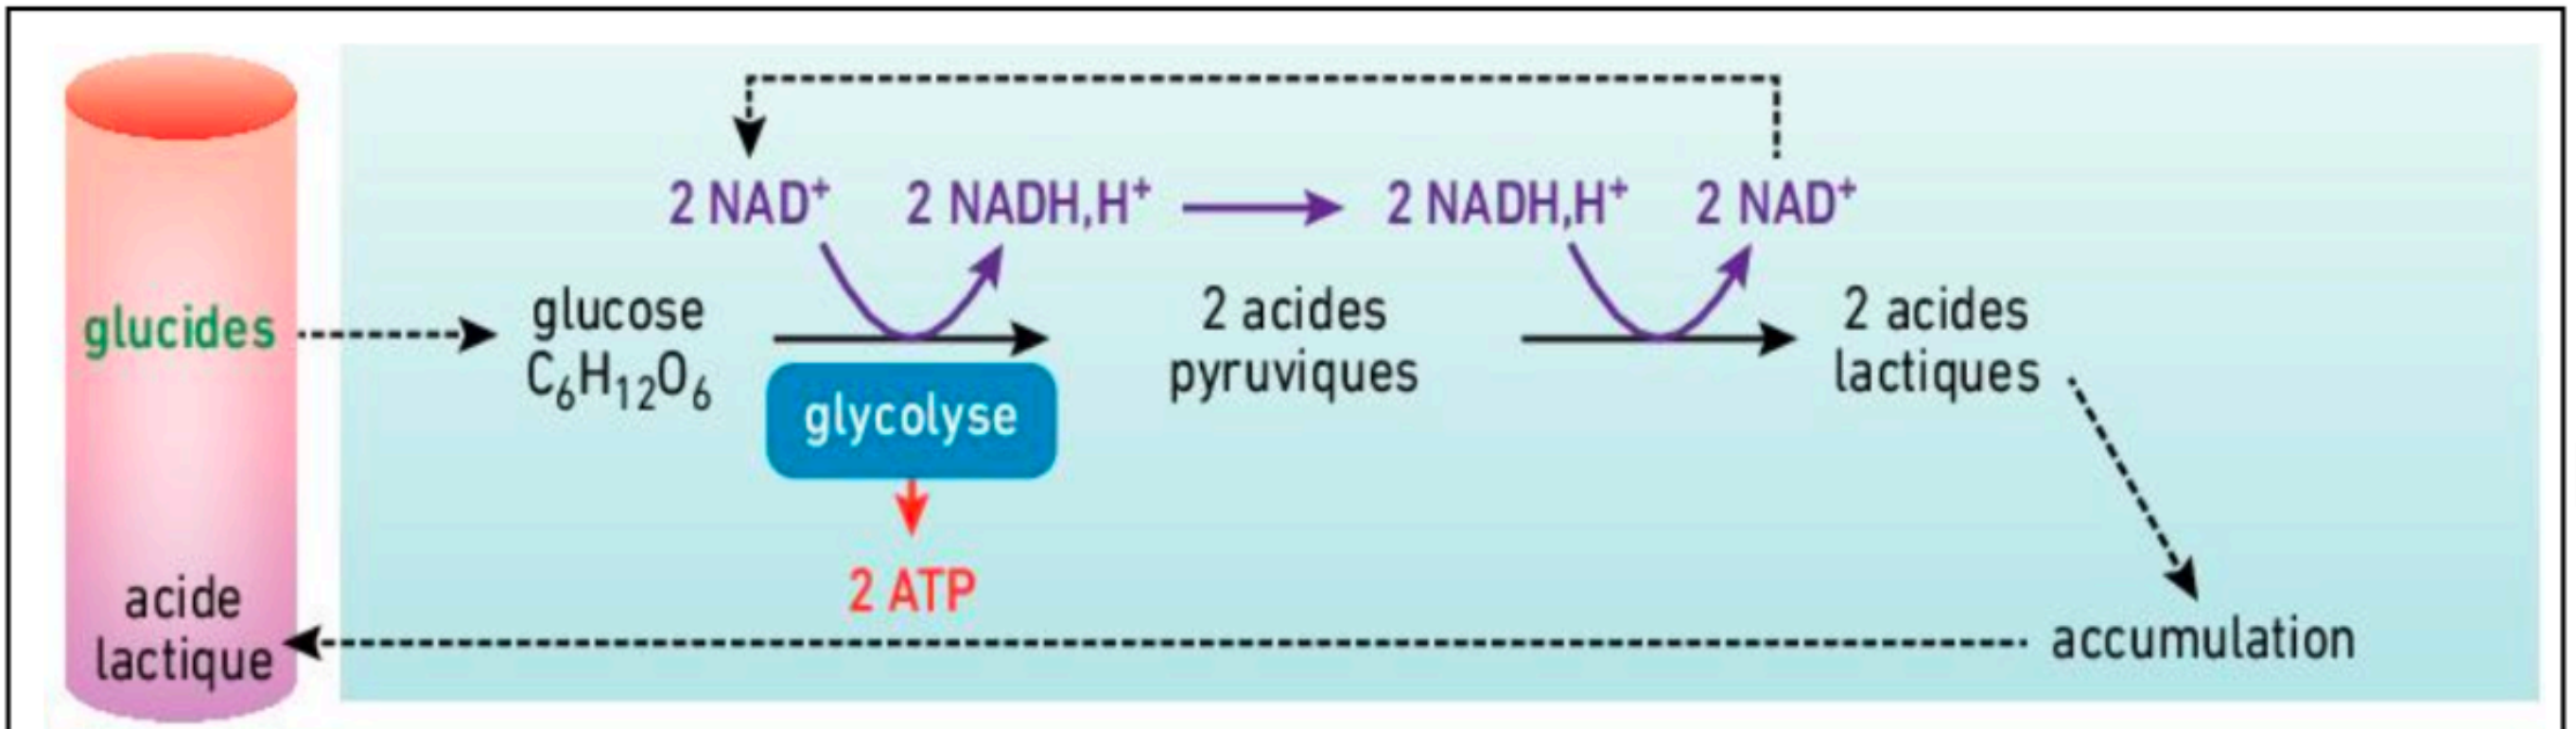 2 NAD⁺ 2 NADH,H⁺ 2 NADH,H⁺ 2 NAD⁺
glucides
glucose
C₆H₁₂O₆
glycolyse
2 ATP
2 acides
pyruviques
2 acides
lactiques
accumulation
acide
lactique